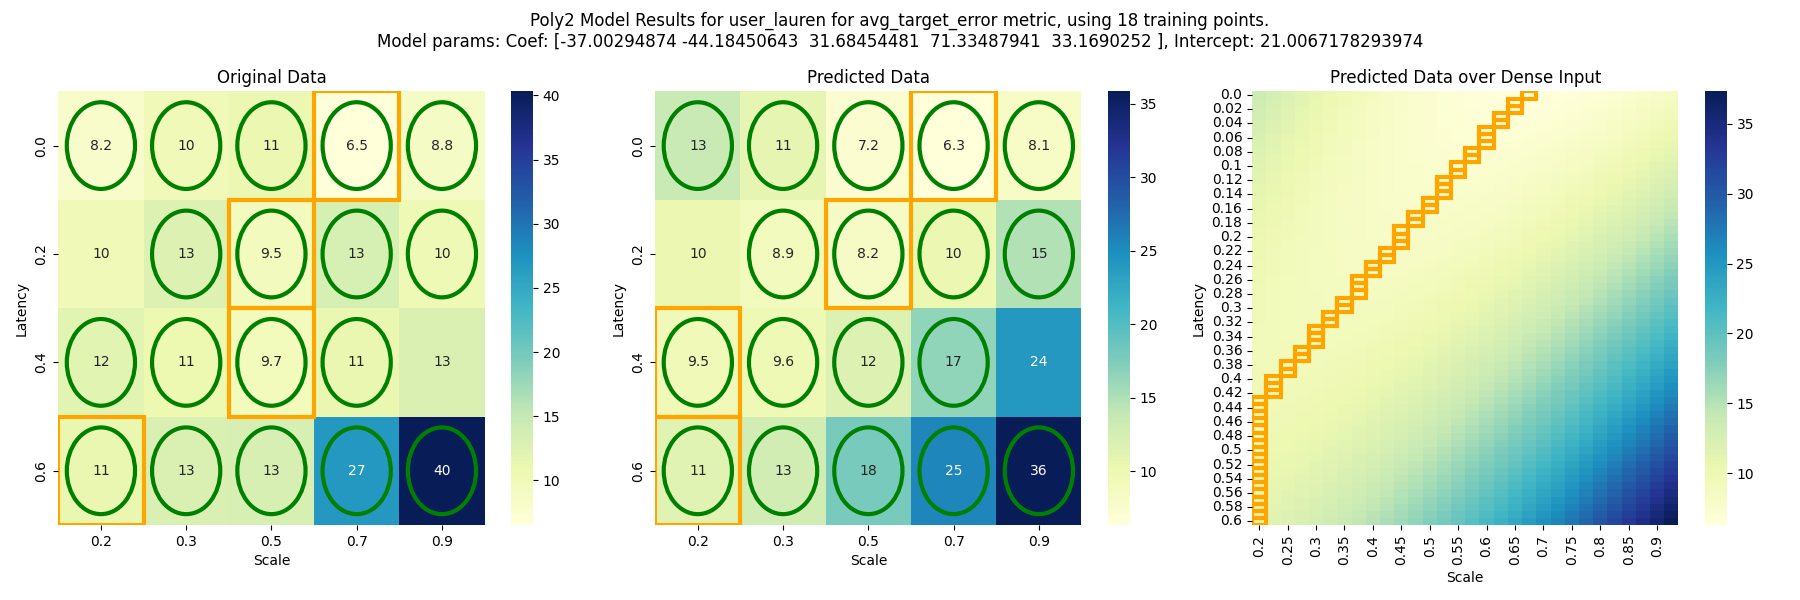 Poly2 Model Results for user_lauren for avg_target_error metric, using 18 training points.
Model params: Coef: [-37.00294874 -44.18450643  31.68454481  71.33487941  33.1690252 ], Intercept: 21.0067178293974
Original Data
Latency
0.0
0.2
0.4
0.6
8.2 10 11 6.5 8.8
10 13 9.5 13 10
12 11 9.7 11 13
11 13 13 27 40
0.2 0.3 0.5 0.7 0.9
Scale
40
35
30
25
20
15
10
Predicted Data
Latency
0.0
0.2
0.4
0.6
13 11 7.2 6.3 8.1
10 8.9 8.2 10 15
9.5 9.6 12 17 24
11 13 18 25 36
0.2 0.3 0.5 0.7 0.9
Scale
35
30
25
20
15
10
Predicted Data over Dense Input
Latency
0.0
0.02
0.04
0.06
0.08
0.1
0.12
0.14
0.16
0.18
0.2
0.22
0.24
0.26
0.28
0.3
0.32
0.34
0.36
0.38
0.4
0.42
0.44
0.46
0.48
0.5
0.52
0.54
0.56
0.58
0.6
0.2 0.25 0.3 0.35 0.4 0.45 0.5 0.55 0.6 0.65 0.7 0.75 0.8 0.85 0.9
Scale
35
30
25
20
15
10